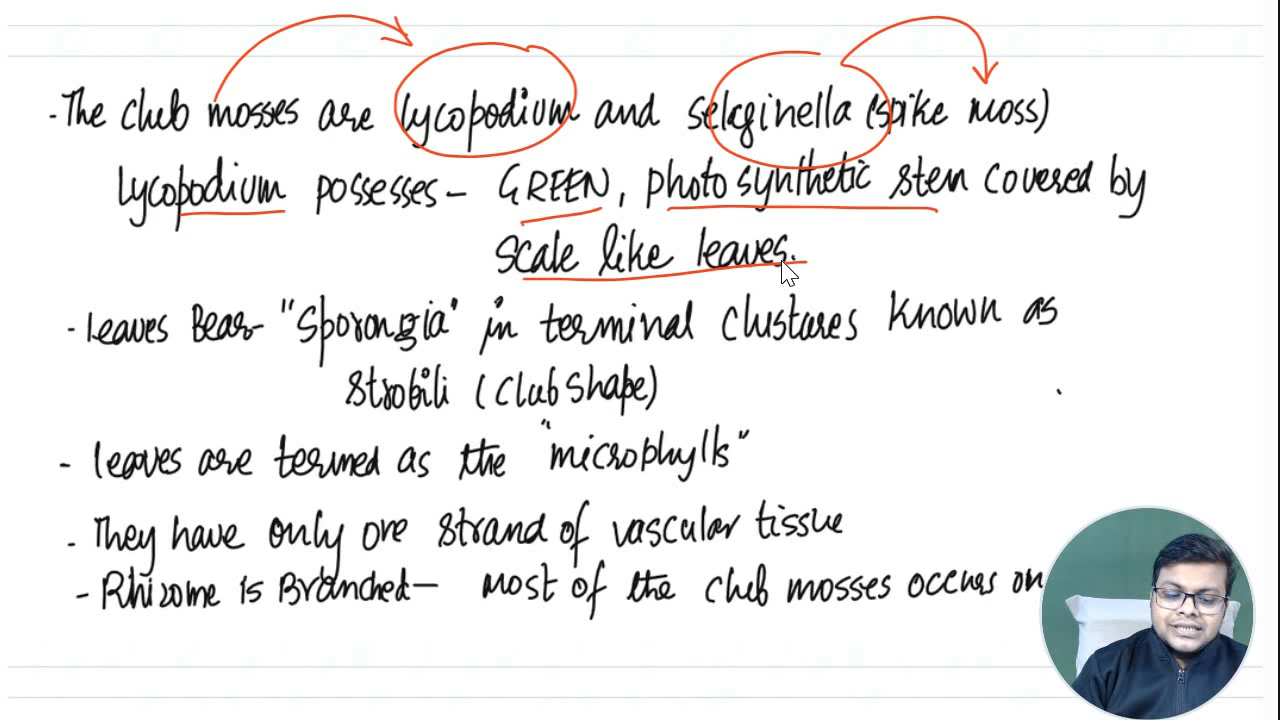 - The club mosses are lycopodium and selaginella (spike moss)
Lycopodium possesses - GREEN, photosynthetic stem covered by
scale like leaves.
- Leaves Bear "Sporongia" in terminal clustures known as
Strobili (Club Shape)
- leaves are termed as the "microphylls"
- They have only one strand of vascular tissue
- Rhizome is Branched - most of the club mosses occurs on